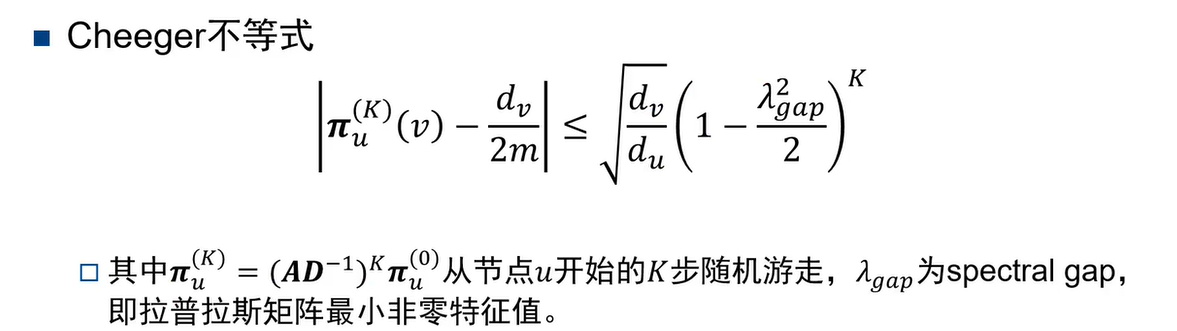 ■ Cheeger不等式
$$\left|\boldsymbol{\pi}_u^{(K)}(v) - \frac{d_v}{2m}\right| \leq \sqrt{\frac{d_v}{d_u}}\left(1 - \frac{\lambda_{gap}^2}{2}\right)^K$$
□ 其中$\boldsymbol{\pi}_u^{(K)} = (\boldsymbol{A}\boldsymbol{D}^{-1})^K \boldsymbol{\pi}_u^{(0)}$从节点$u$开始的$K$步随机游走，$\lambda_{gap}$为spectral gap，
即拉普拉斯矩阵最小非零特征值。